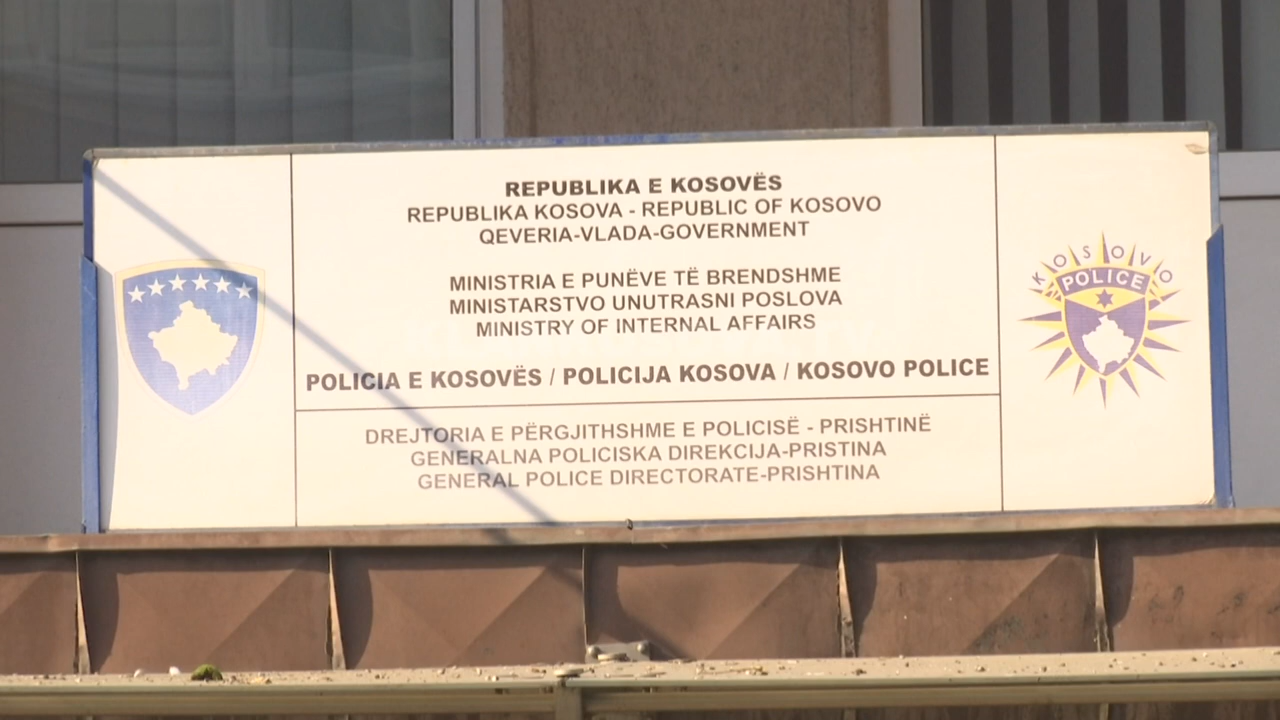 REPUBLIKA E KOSOVËS
REPUBLIKA KOSOVA - REPUBLIC OF KOSOVO
QEVERIA-VLADA-GOVERNMENT
MINISTRIA E PUNËVE TË BRENDSHME
MINISTARSTVO UNUTRASNI POSLOVA
MINISTRY OF INTERNAL AFFAIRS
POLICIA E KOSOVËS / POLICIJA KOSOVA / KOSOVO POLICE
DREJTORIA E PËRGJITHSHME E POLICISË - PRISHTINË
GENERALNA POLICISKA DIREKCIJA-PRISTINA
GENERAL POLICE DIRECTORATE-PRISHTINA
KOSOVO
POLICE